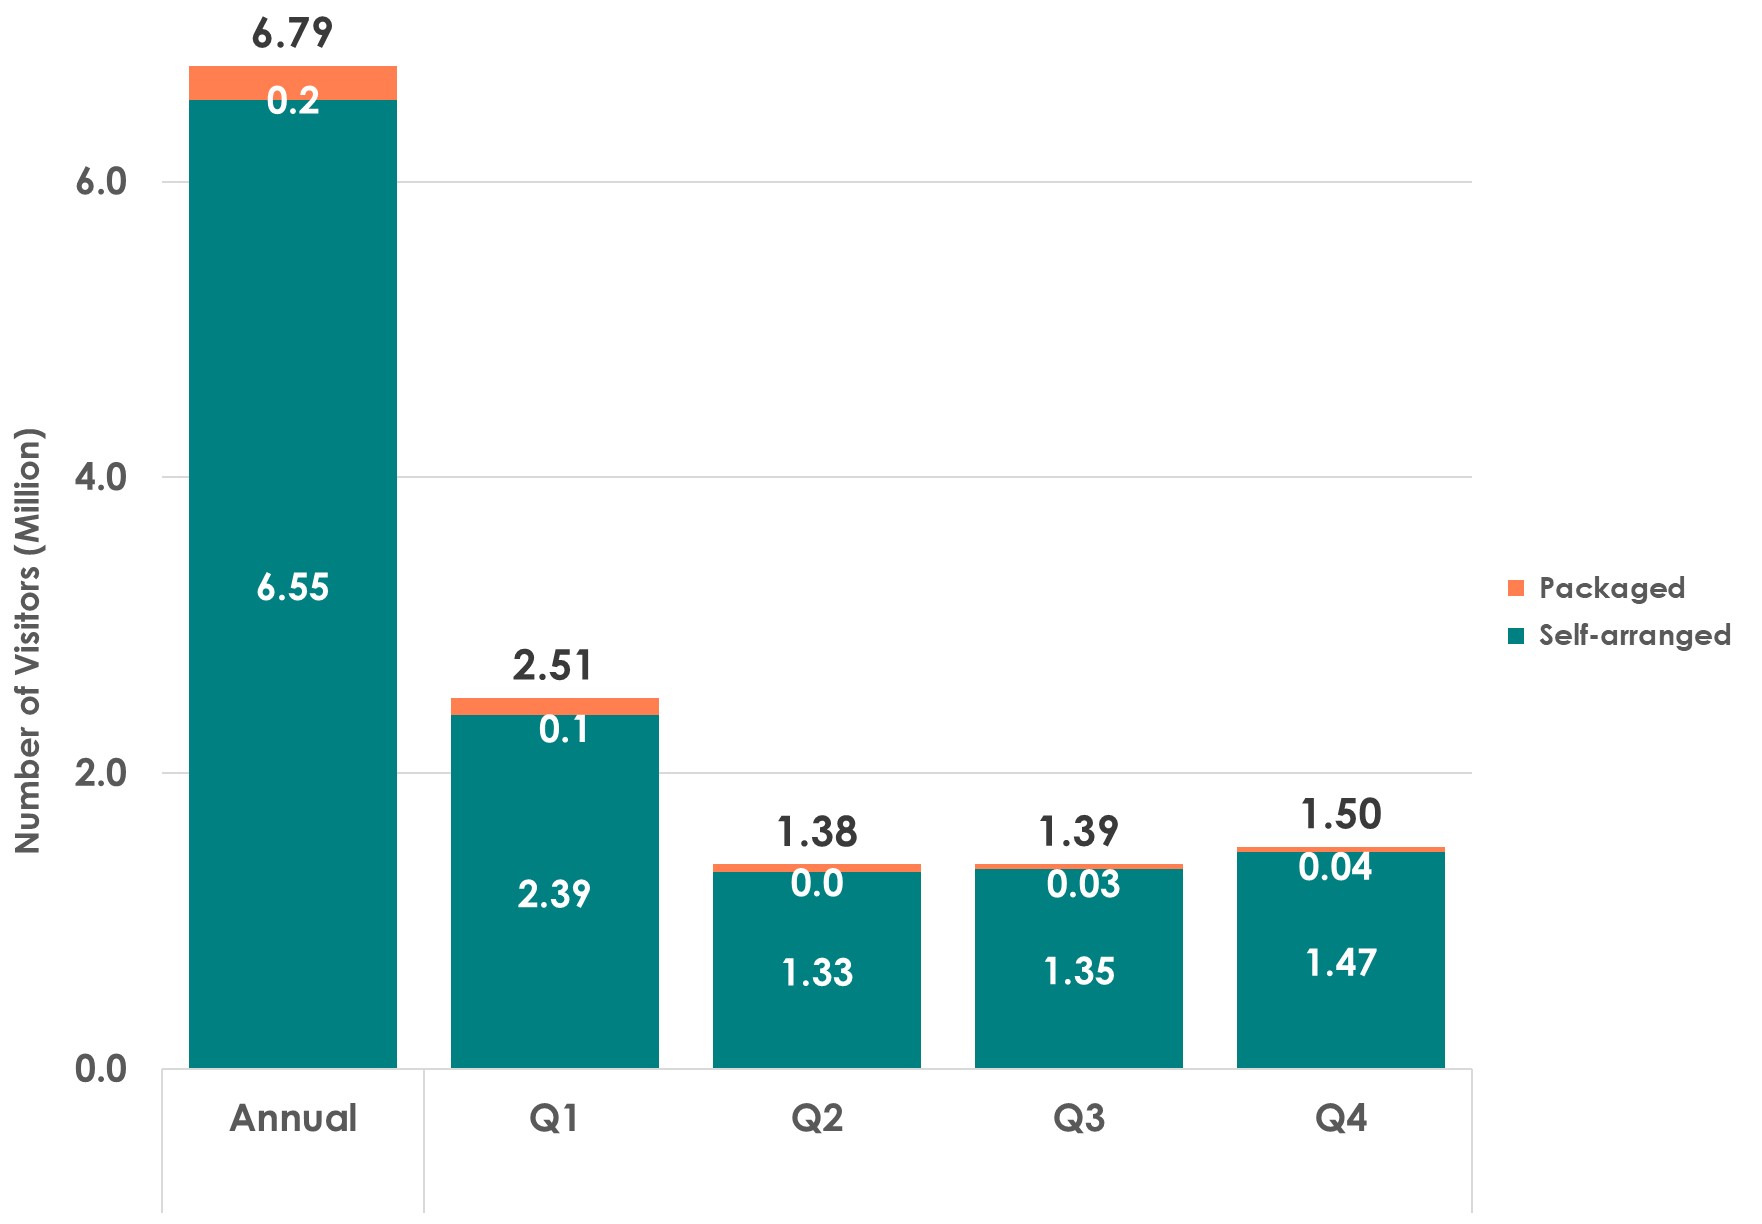 6.79
0.2
6.0
4.0
6.55
Packaged
Self-arranged
Number of Visitors (Million)
2.51
0.1
2.0
1.50
1.38
1.39
0.04
0.0
0.03
2.39
1.33
1.35
1.47
0.0
Annual
Q1
Q2
Q3
Q4